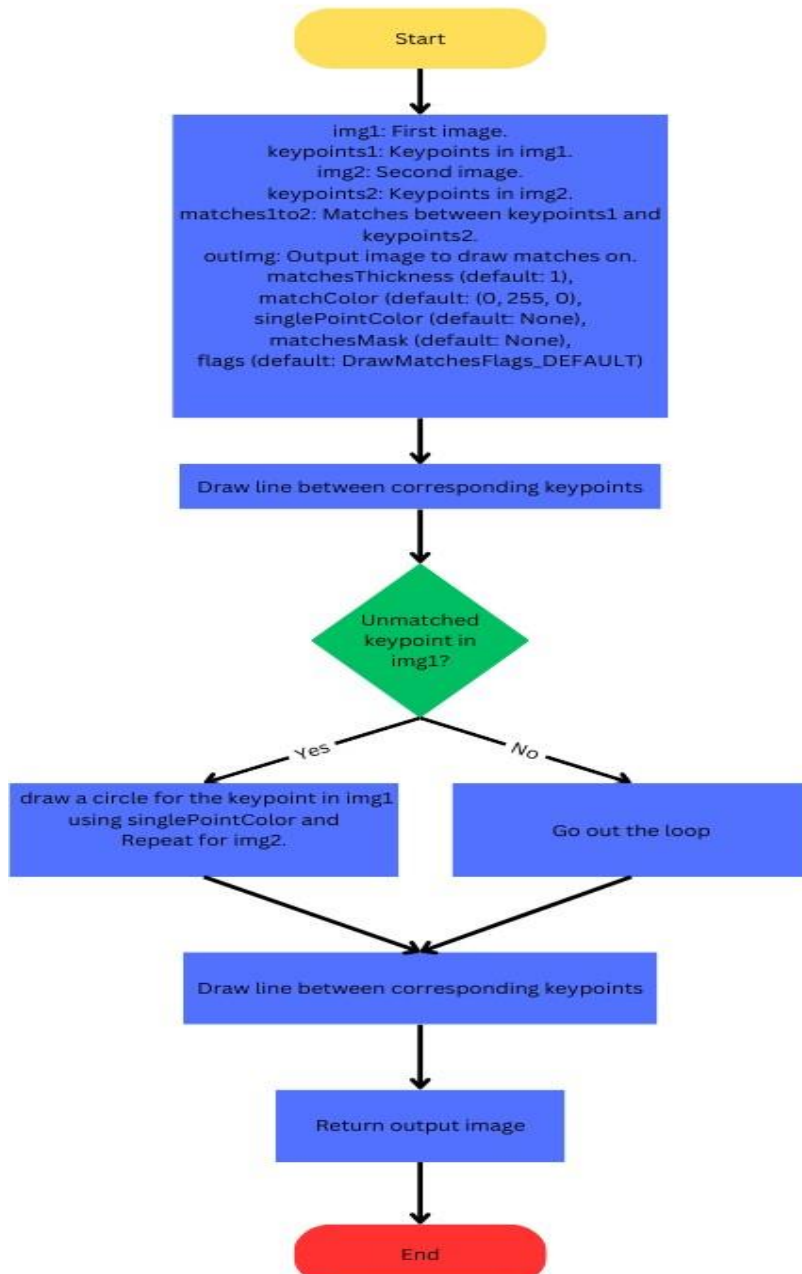 Start
img1: First image.
keypoints1: Keypoints in img1.
img2: Second image.
keypoints2: Keypoints in img2.
matches1to2: Matches between keypoints1 and
keypoints2.
outImg: Output image to draw matches on.
matchesThickness (default: 1),
matchColor (default: (0, 255, 0),
singlePointColor (default: None),
matchesMask (default: None),
flags (default: DrawMatchesFlags_DEFAULT)
Draw line between corresponding keypoints
Unmatched
keypoint in
img1?
Yes
No
draw a circle for the keypoint in img1
using singlePointColor and
Repeat for img2.
Go out the loop
Draw line between corresponding keypoints
Return output image
End